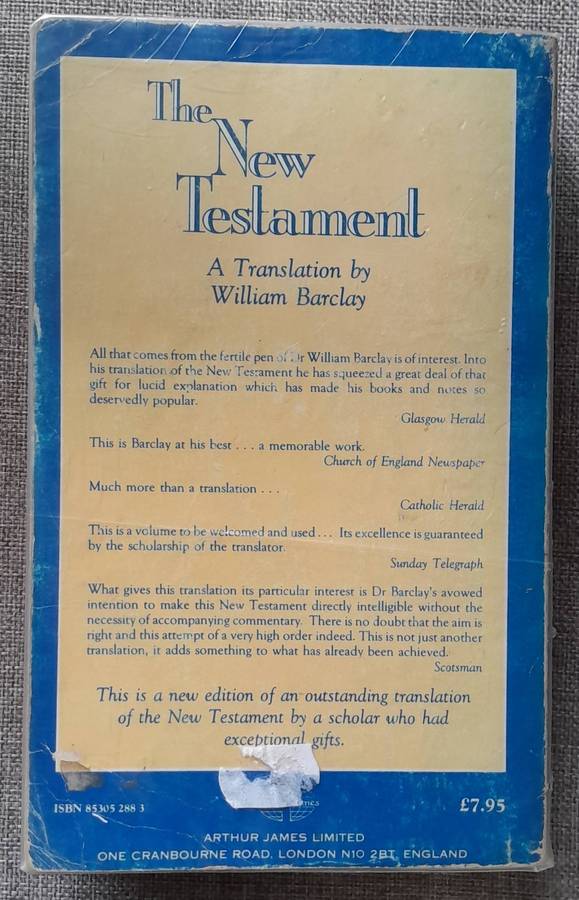 The
New
Testament
A Translation by
William Barclay
All that comes from the fertile pen of Dr William Barclay is of interest. Into
his translation of the New Testament he has squeezed a great deal of that
gift for lucid explanation which has made his books and notes so
deservedly popular.
Glasgow Herald
This is Barclay at his best . . . a memorable work.
Church of England Newspaper
Much more than a translation . . .
Catholic Herald
This is a volume to be welcomed and used . . . Its excellence is guaranteed
by the scholarship of the translator.
Sunday Telegraph
What gives this translation its particular interest is Dr Barclay's avowed
intention to make this New Testament directly intelligible without the
necessity of accompanying commentary. There is no doubt that the aim is
right and this attempt of a very high order indeed. This is not just another
translation, it adds something to what has already been achieved.
Scotsman
This is a new edition of an outstanding translation
of the New Testament by a scholar who had
exceptional gifts.
ISBN 85305 288 3
£7.95
ARTHUR JAMES LIMITED
ONE CRANBOURNE ROAD, LONDON N10 2BT, ENGLAND